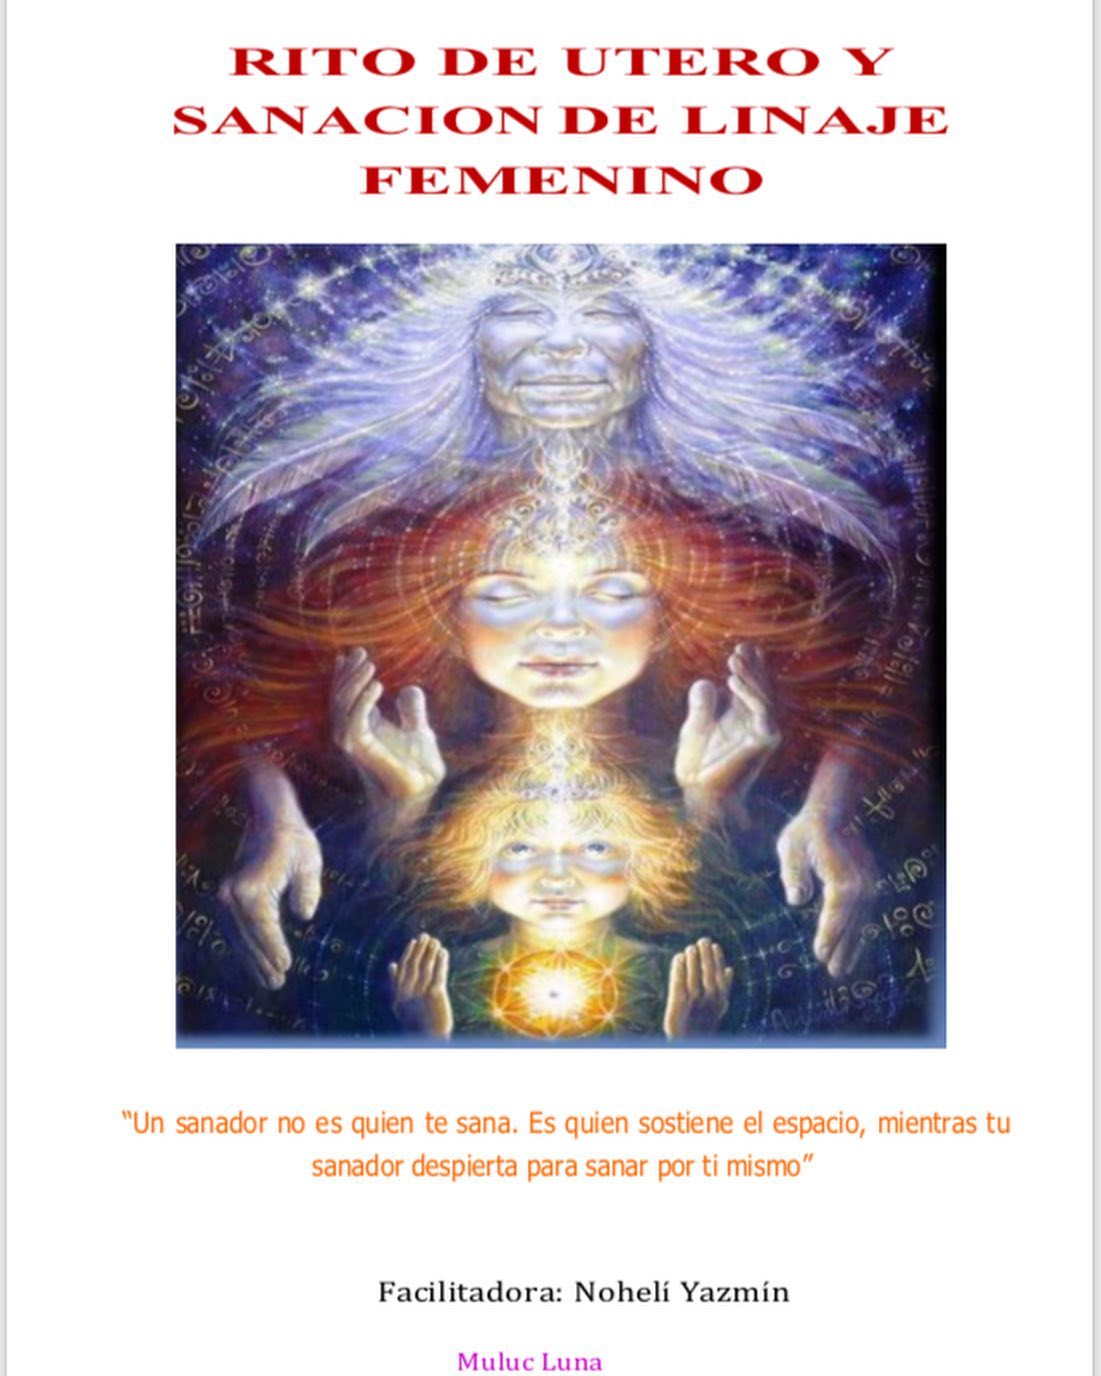 RITO DE UTERO Y
SANACION DE LINAJE
FEMENINO
“Un sanador no es quien te sana. Es quien sostiene el espacio, mientras tu
sanador despierta para sanar por ti mismo”
Facilitadora: Nohelí Yazmín
Muluc Luna